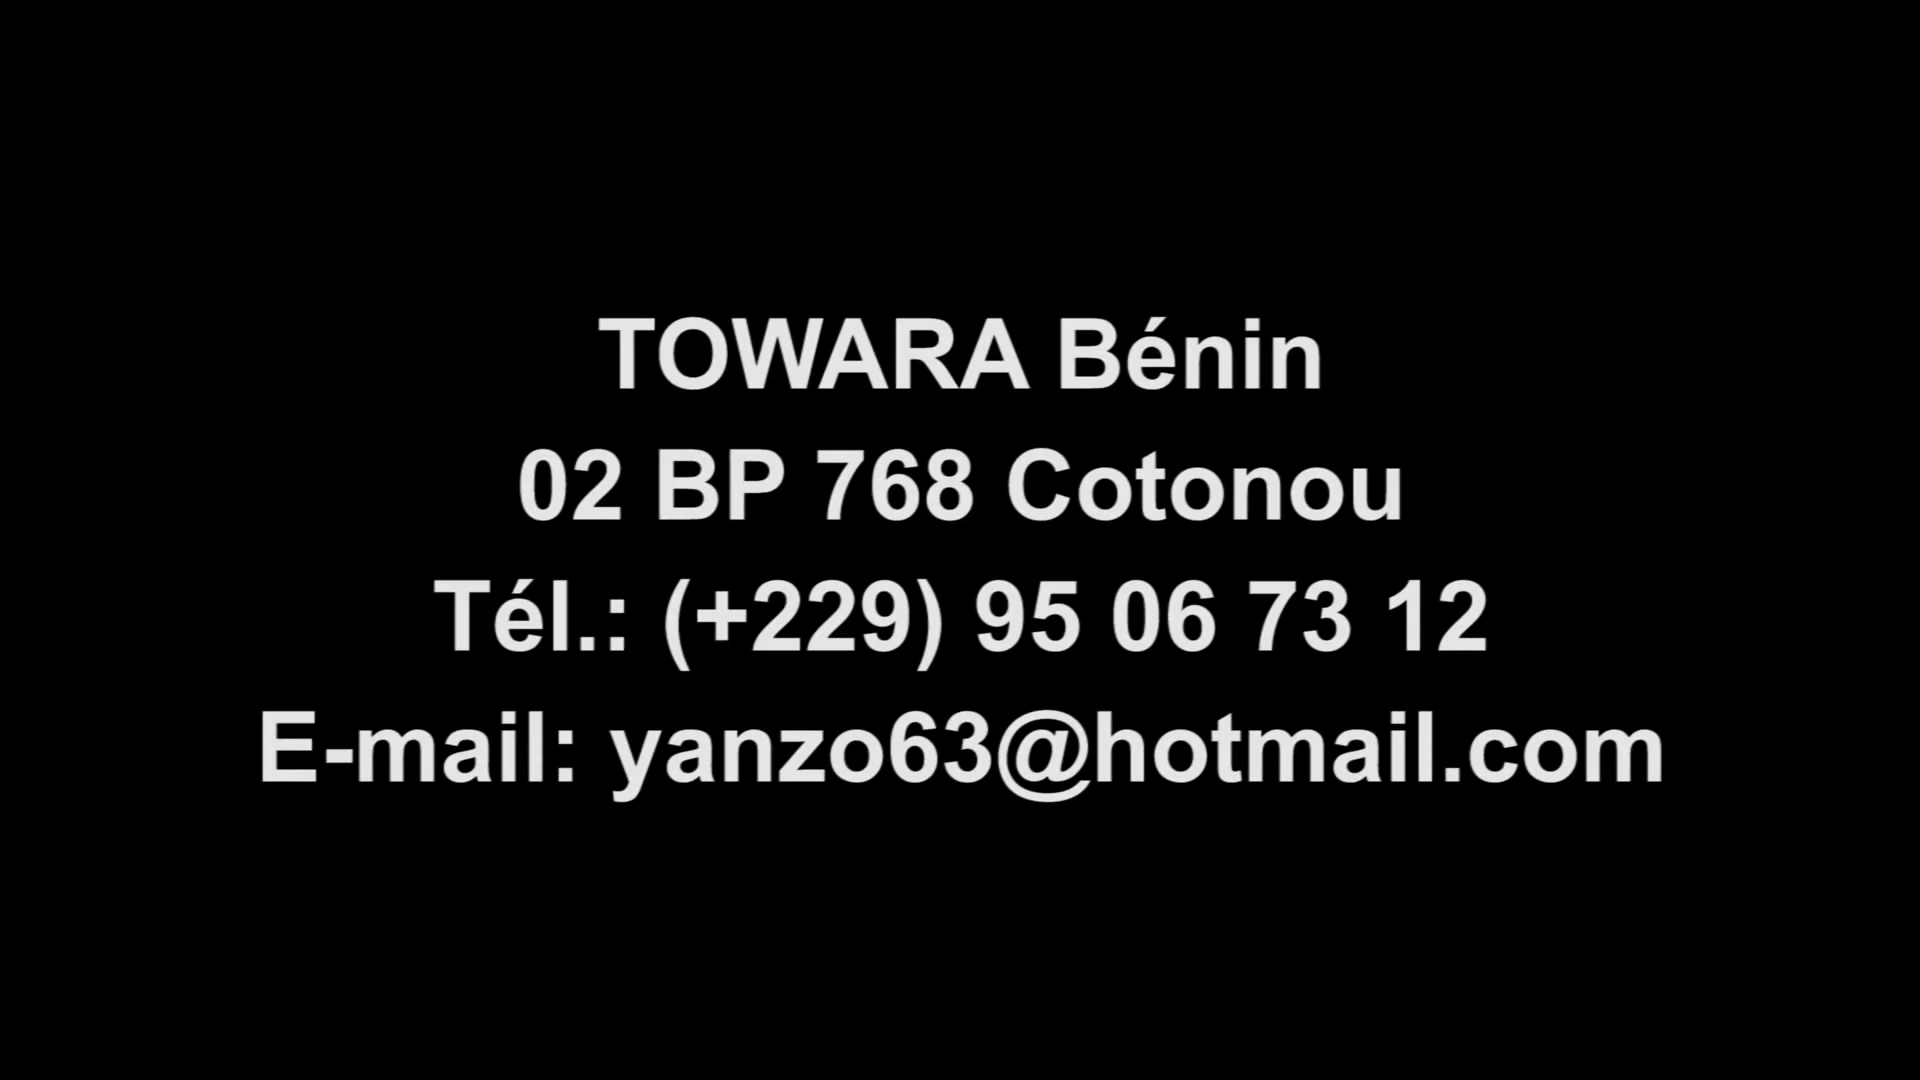 TOWARA Bénin
02 BP 768 Cotonou
Tél.: (+229) 95 06 73 12
E-mail: yanzo63@hotmail.com